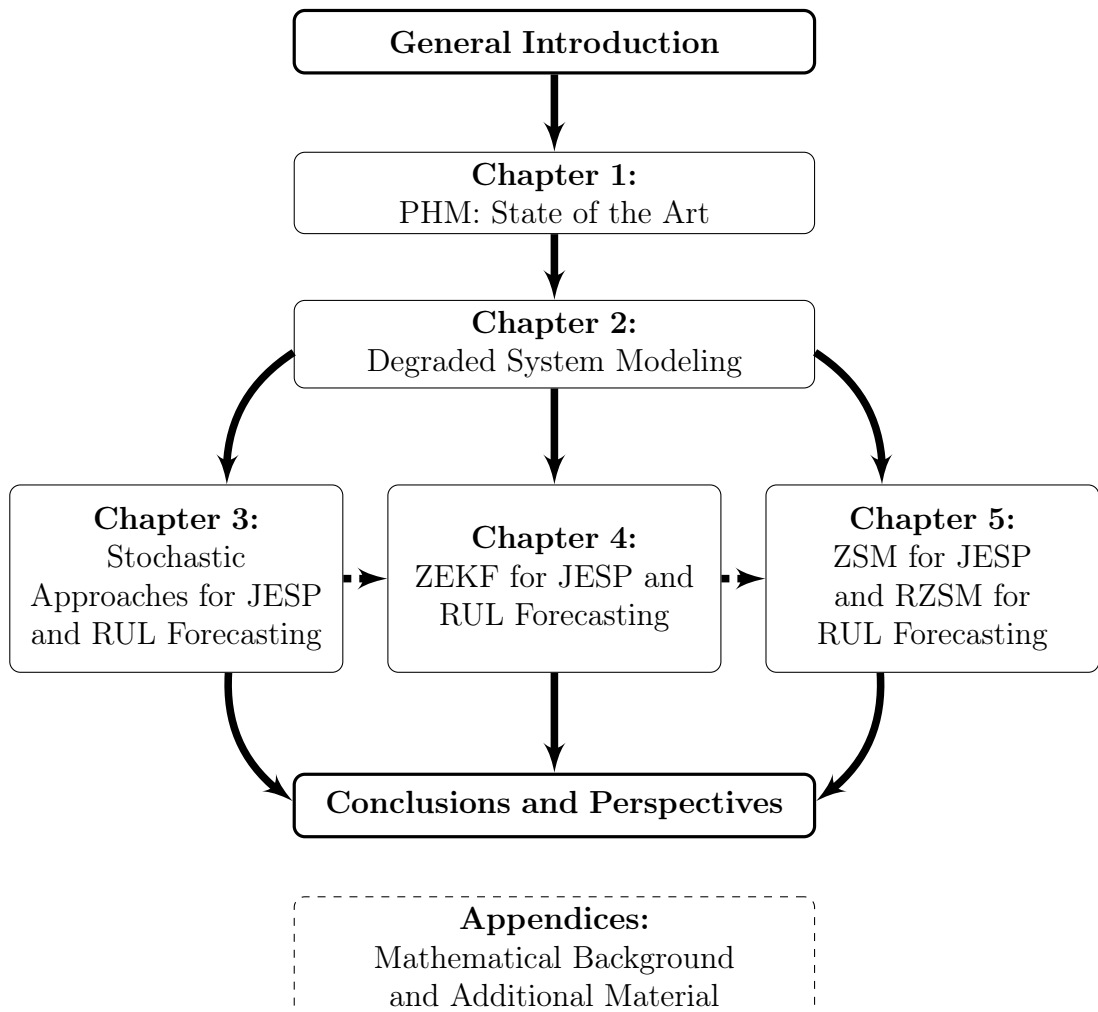 General Introduction
Chapter 1:
PHM: State of the Art
Chapter 2:
Degraded System Modeling
Chapter 3:
Stochastic
Approaches for JESP
and RUL Forecasting
Chapter 4:
ZEKF for JESP and
RUL Forecasting
Chapter 5:
ZSM for JESP
and RZSM for
RUL Forecasting
Conclusions and Perspectives
Appendices:
Mathematical Background
and Additional Material